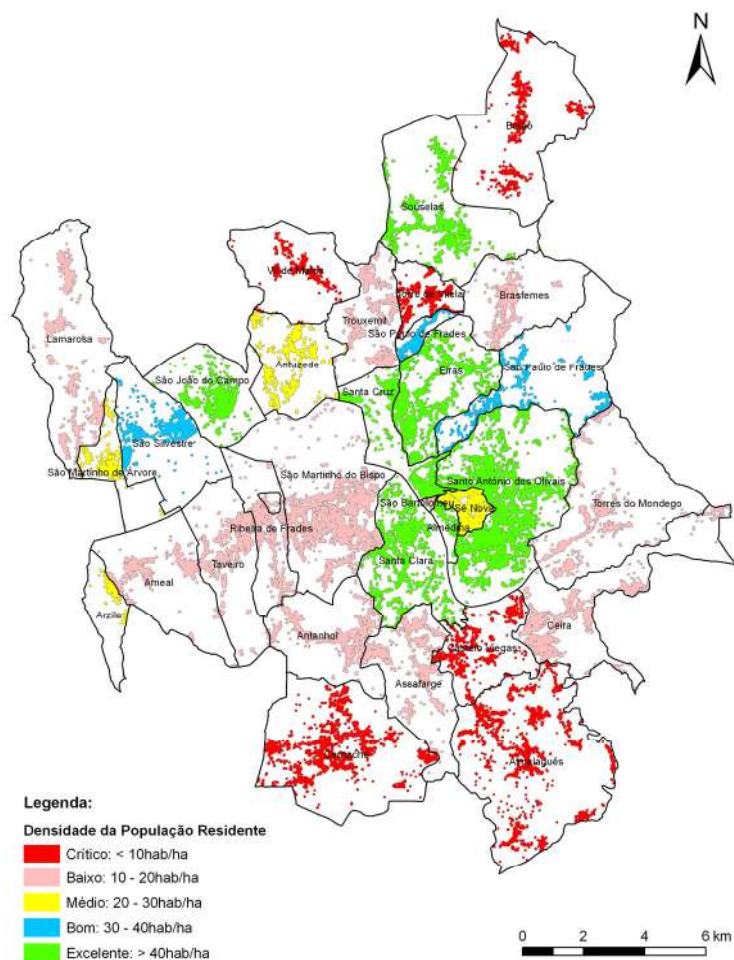 N
Botão
Souselas
Vil de Matos
Torre de Vilela
Brasfemes
Trouxemil
Lamarosa
São Paulo de Frades
Antuzede
Eiras
São Paulo de Frades
São João do Campo
Santa Cruz
São Silvestre
São Martinho de Árvore
São Martinho do Bispo
Santo António dos Olivais
São Bartolomeu
Sé Nova
Torres do Mondego
Ribeira de Frades
Almedina
Santa Clara
Taveiro
Ameal
Arzila
Ceira
Antanhol
Castelo Viegas
Assafarge
Cernache
Almalaguês
Legenda:
Densidade da População Residente
Crítico: < 10hab/ha
Baixo: 10 - 20hab/ha
Médio: 20 - 30hab/ha
Bom: 30 - 40hab/ha
Excelente: > 40hab/ha
0 2 4 6 km